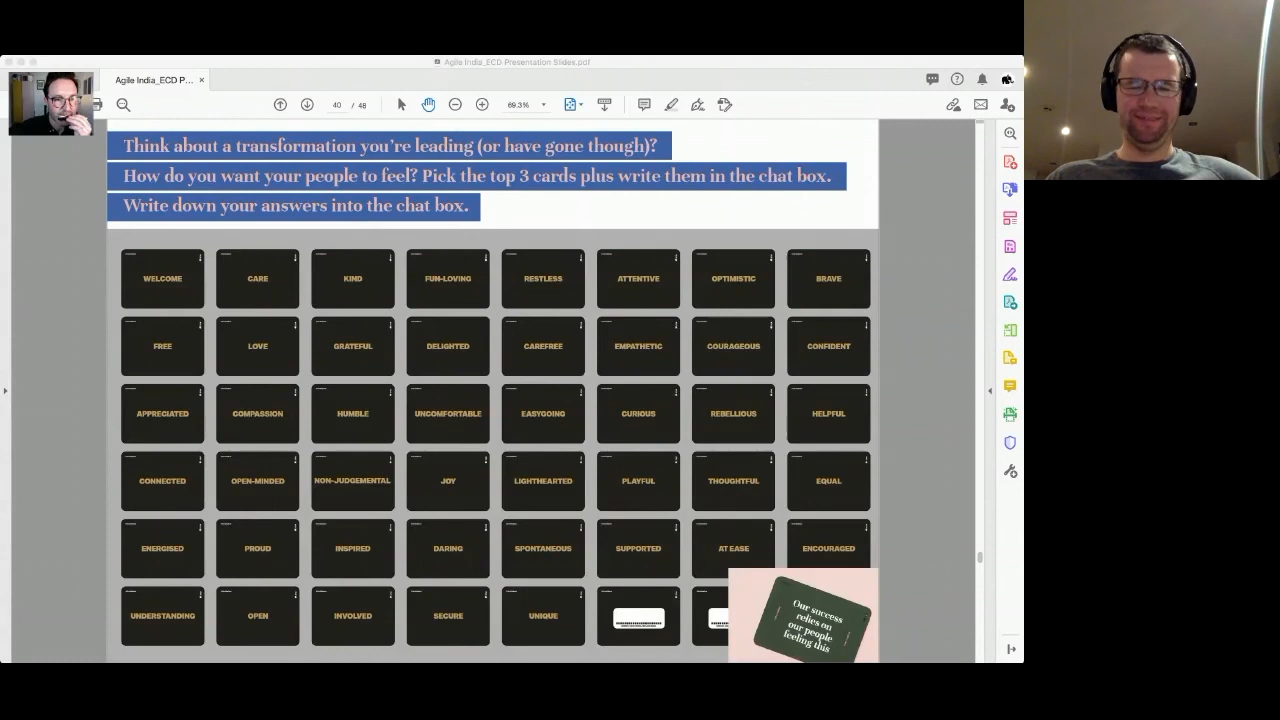 Agile India_ECD Presentation Slides.pdf
Agile India_ECD P... ×
40 / 48
69.3%
Think about a transformation you're leading (or have gone though)?
How do you want your people to feel? Pick the top 3 cards plus write them in the chat box.
Write down your answers into the chat box.
WELCOME CARE KIND FUN-LOVING RESTLESS ATTENTIVE OPTIMISTIC BRAVE
FREE LOVE GRATEFUL DELIGHTED CAREFREE EMPATHETIC COURAGEOUS CONFIDENT
APPRECIATED COMPASSION HUMBLE UNCOMFORTABLE EASYGOING CURIOUS REBELLIOUS HELPFUL
CONNECTED OPEN-MINDED NON-JUDGEMENTAL JOY LIGHTHEARTED PLAYFUL THOUGHTFUL EQUAL
ENERGISED PROUD INSPIRED DARING SPONTANEOUS SUPPORTED AT EASE ENCOURAGED
UNDERSTANDING OPEN INVOLVED SECURE UNIQUE
Our success
relies on
our people
feeling this